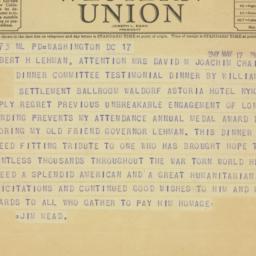 WESTERN
UNION
73 NL PD=WASHINGTON DC 17
BERT H LEHMAN, ATTENTION MRS DAVID M JOACHIM CHAI
DINNER COMMITTEE TESTIMONIAL DINNER BY WILLIAM
SETTLEMENT BALLROOM WALDORF ASTORIA HOTEL NYK
PLY REGRET PREVIOUS UNBREAKABLE ENGAGEMENT OF LON
NDING PREVENTS MY ATTENDANCE ANNUAL MEDAL AWARD
ORING MY OLD FRIEND GOVERNOR LEHMAN. THIS DINNER
EED FITTING TRIBUTE TO ONE WHO HAS BROUGHT HOPE T
NTLESS THOUSANDS THROUGHOUT THE WAR TORN WORLD HE
EED A SPLENDID AMERICAN AND A GREAT HUMANITARIAN.
ICITATIONS AND CONTINUED GOOD WISHES TO HIM AND
ARDS TO ALL WHO GATHER TO PAY HIM HOMAGE=
=JIM MEAD.